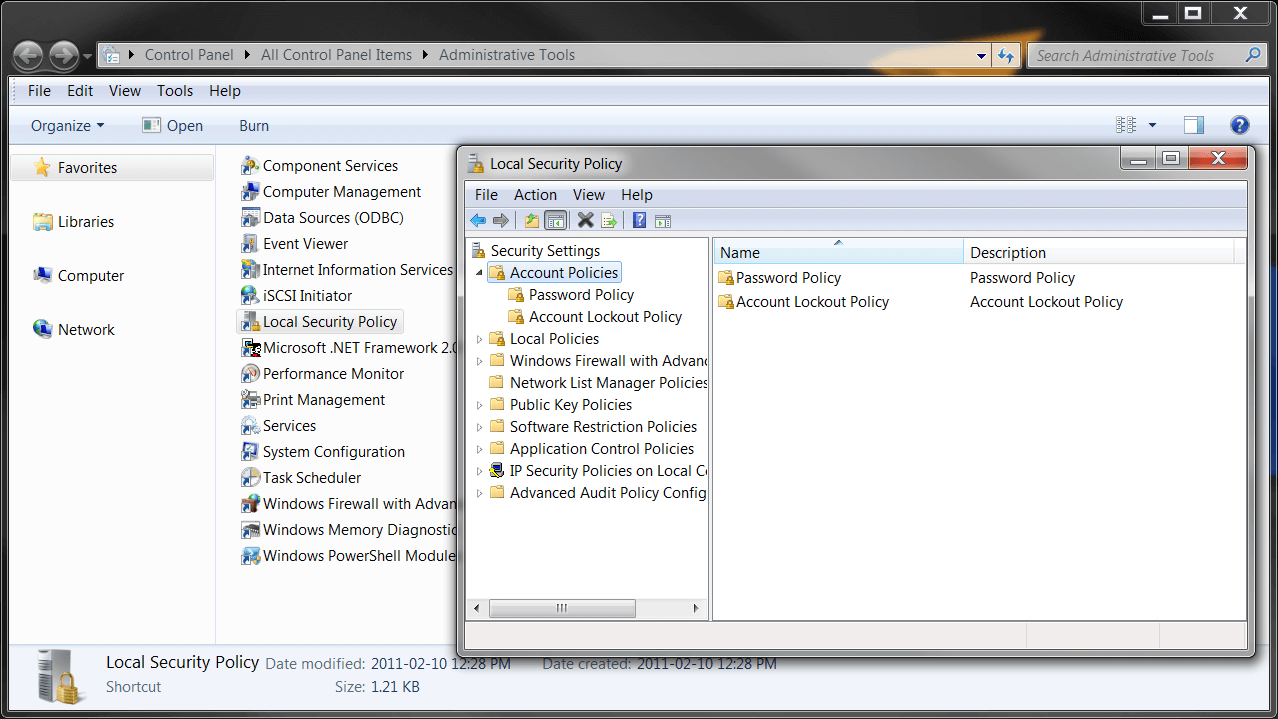 Control Panel All Control Panel Items Administrative Tools Search Administrative Tools
File Edit View Tools Help
Organize Open Burn
Favorites
Libraries
Computer
Network
Component Services
Computer Management
Data Sources (ODBC)
Event Viewer
Internet Information Services
iSCSI Initiator
Local Security Policy
Microsoft .NET Framework 2.0
Performance Monitor
Print Management
Services
System Configuration
Task Scheduler
Windows Firewall with Advan
Windows Memory Diagnostic
Windows PowerShell Module
Local Security Policy
File Action View Help
Security Settings
Account Policies
Password Policy
Account Lockout Policy
Local Policies
Windows Firewall with Advanc
Network List Manager Policies
Public Key Policies
Software Restriction Policies
Application Control Policies
IP Security Policies on Local C
Advanced Audit Policy Config
Name Description
Password Policy Password Policy
Account Lockout Policy Account Lockout Policy
Local Security Policy Date modified: 2011-02-10 12:28 PM Date created: 2011-02-10 12:28 PM
Shortcut Size: 1.21 KB